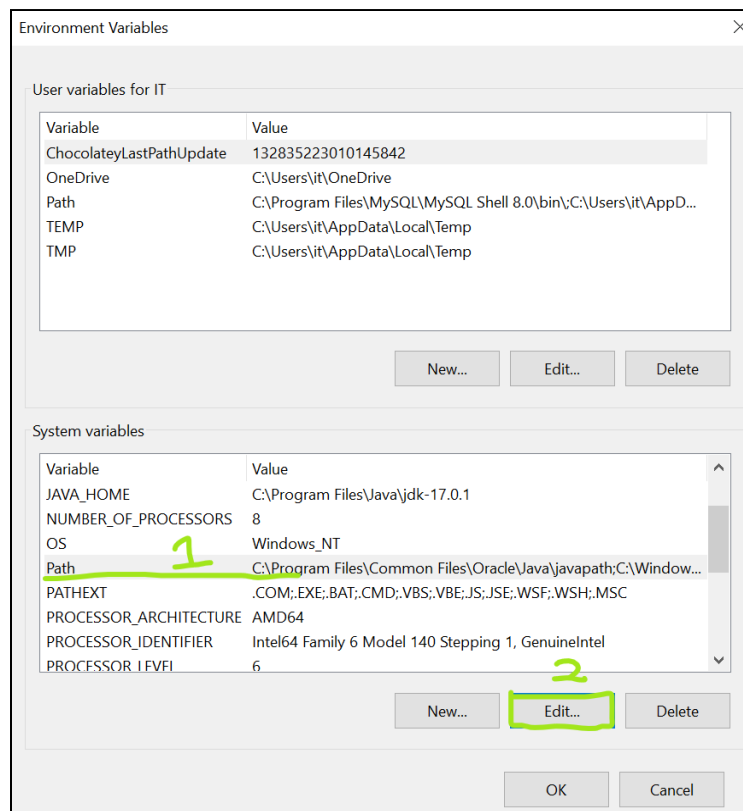 Environment Variables
User variables for IT
Variable Value
ChocolateyLastPathUpdate 132835223010145842
OneDrive C:\Users\it\OneDrive
Path C:\Program Files\MySQL\MySQL Shell 8.0\bin\;C:\Users\it\AppD...
TEMP C:\Users\it\AppData\Local\Temp
TMP C:\Users\it\AppData\Local\Temp
New... Edit... Delete
System variables
Variable Value
JAVA_HOME C:\Program Files\Java\jdk-17.0.1
NUMBER_OF_PROCESSORS 8
OS Windows_NT
1
Path C:\Program Files\Common Files\Oracle\Java\javapath;C:\Window...
PATHEXT .COM;.EXE;.BAT;.CMD;.VBS;.VBE;.JS;.JSE;.WSF;.WSH;.MSC
PROCESSOR_ARCHITECTURE AMD64
PROCESSOR_IDENTIFIER Intel64 Family 6 Model 140 Stepping 1, GenuineIntel
PROCESSOR_LEVEL 6
2
New... Edit... Delete
OK Cancel